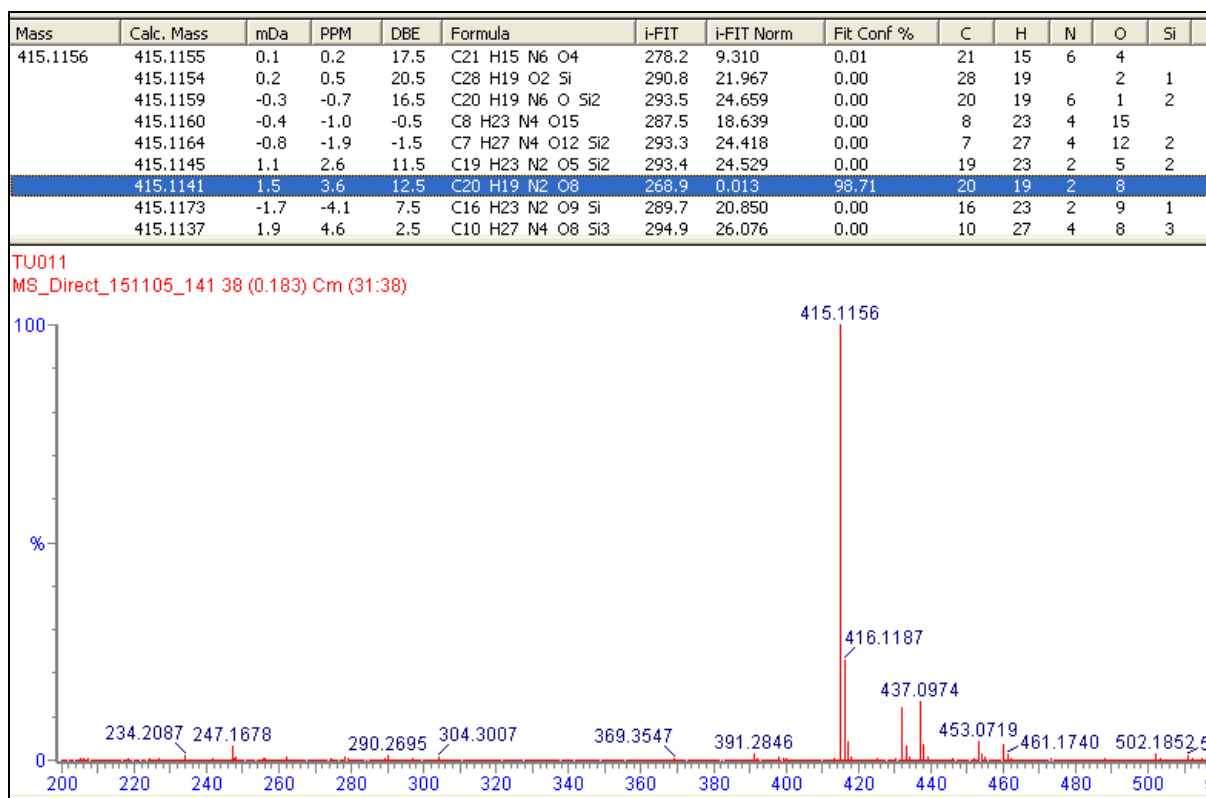 Mass Calc. Mass mDa PPM DBE Formula i-FIT i-FIT Norm Fit Conf % C H N O Si
415.1156 415.1155 0.1 0.2 17.5 C21 H15 N6 O4 278.2 9.310 0.01 21 15 6 4
415.1154 0.2 0.5 20.5 C28 H19 O2 Si 290.8 21.967 0.00 28 19 2 1
415.1159 -0.3 -0.7 16.5 C20 H19 N6 O Si2 293.5 24.659 0.00 20 19 6 1 2
415.1160 -0.4 -1.0 -0.5 C8 H23 N4 O15 287.5 18.639 0.00 8 23 4 15
415.1164 -0.8 -1.9 -1.5 C7 H27 N4 O12 Si2 293.3 24.418 0.00 7 27 4 12 2
415.1145 1.1 2.6 11.5 C19 H23 N2 O5 Si2 293.4 24.529 0.00 19 23 2 5 2
415.1141 1.5 3.6 12.5 C20 H19 N2 O8 268.9 0.013 98.71 20 19 2 8
415.1173 -1.7 -4.1 7.5 C16 H23 N2 O9 Si 289.7 20.850 0.00 16 23 2 9 1
415.1137 1.9 4.6 2.5 C10 H27 N4 O8 Si3 294.9 26.076 0.00 10 27 4 8 3
TU011
MS_Direct_151105_141 38 (0.183) Cm (31:38)
415.1156
100
416.1187
%
437.0974
234.2087 247.1678 290.2695 304.3007 369.3547 391.2846 453.0719 461.1740 502.1852
0
200 220 240 260 280 300 320 340 360 380 400 420 440 460 480 500